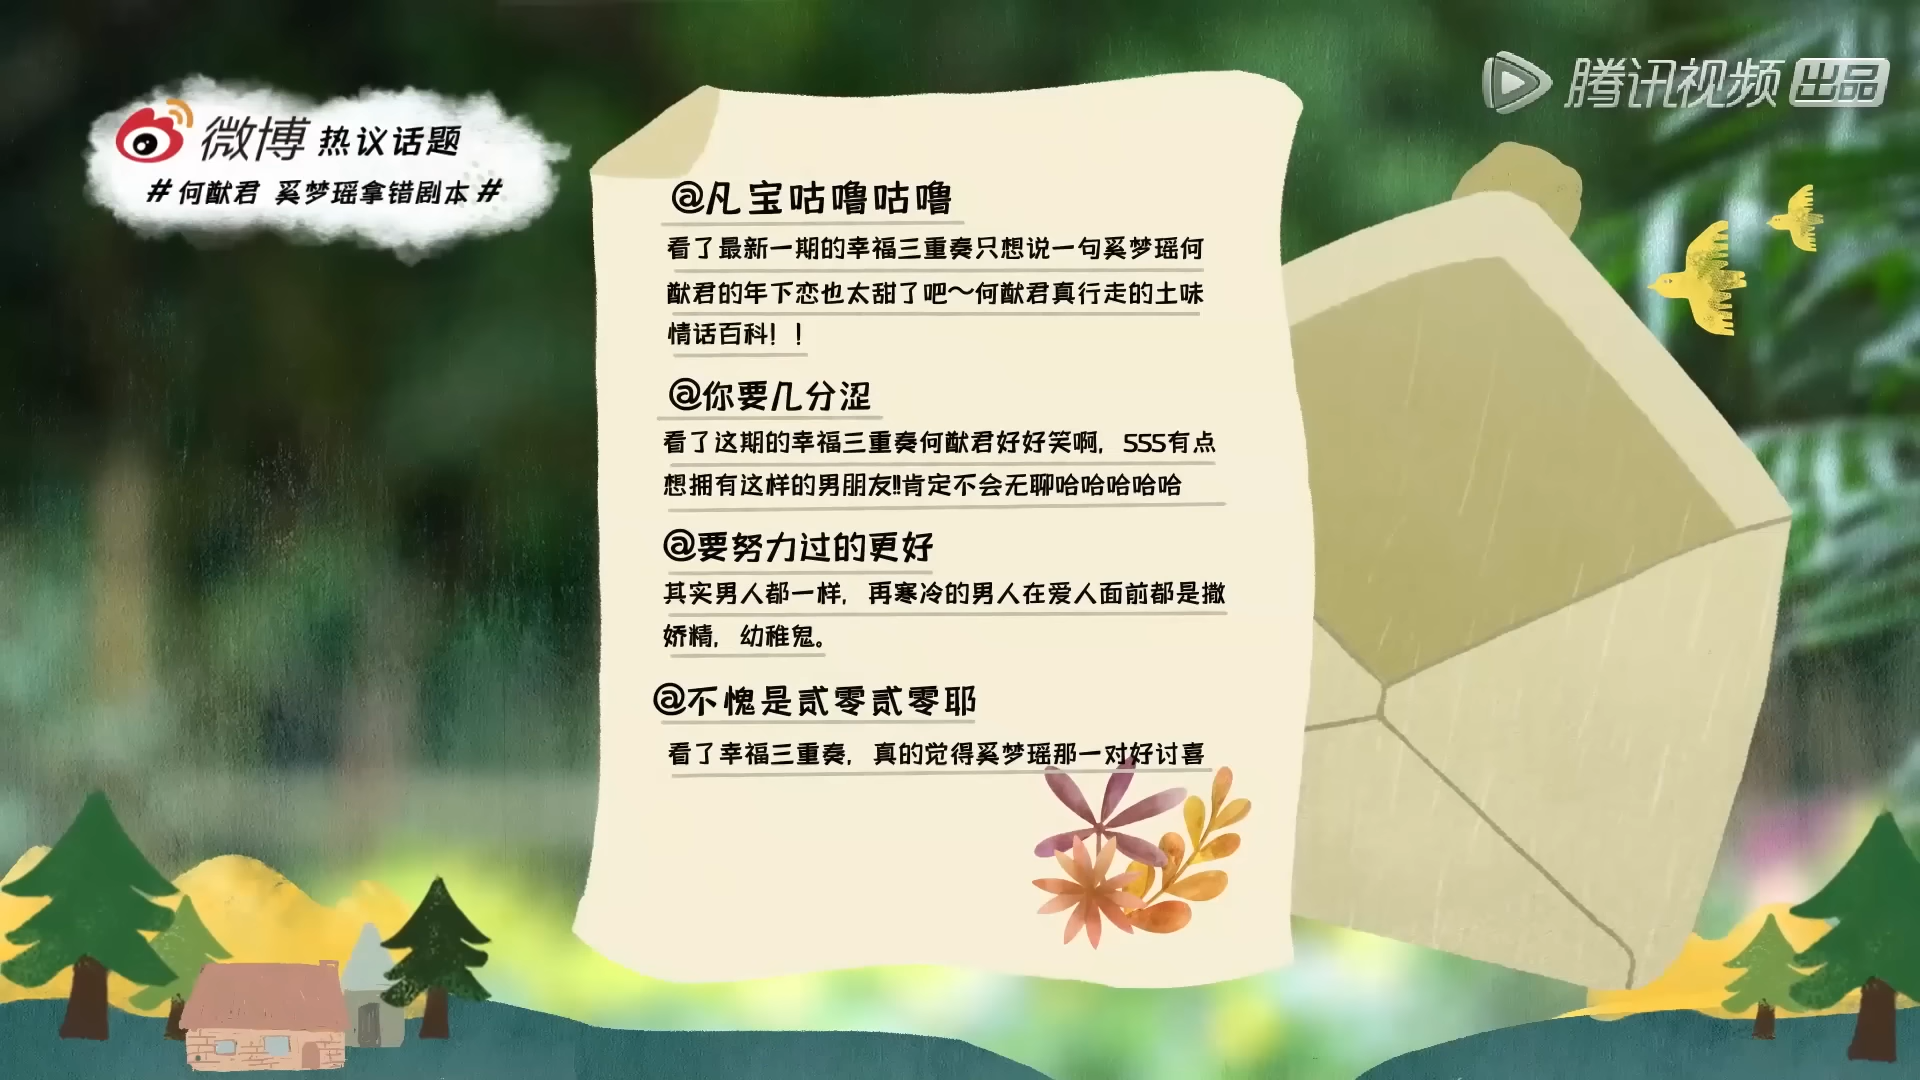 微博 热议话题
#何猷君 奚梦瑶拿错剧本#
腾讯视频 出品
@凡宝咕噜咕噜
看了最新一期的幸福三重奏只想说一句奚梦瑶何
猷君的年下恋也太甜了吧～何猷君真行走的土味
情话百科！！
@你要几分涩
看了这期的幸福三重奏何猷君好好笑啊，555有点
想拥有这样的男朋友!!肯定不会无聊哈哈哈哈哈
@要努力过的更好
其实男人都一样，再寒冷的男人在爱人面前都是撒
娇精，幼稚鬼。
@不愧是贰零贰零耶
看了幸福三重奏，真的觉得奚梦瑶那一对好讨喜